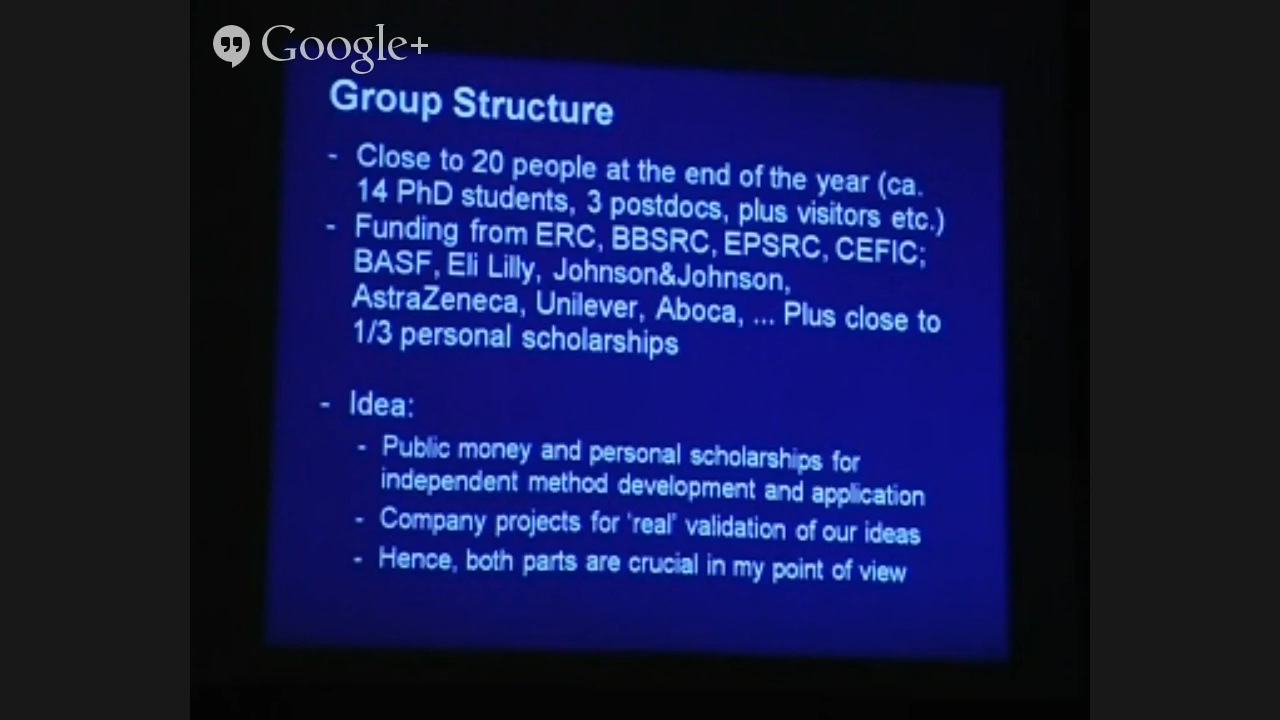 Google+
Group Structure
- Close to 20 people at the end of the year (ca.
14 PhD students, 3 postdocs, plus visitors etc.)
- Funding from ERC, BBSRC, EPSRC, CEFIC;
BASF, Eli Lilly, Johnson&Johnson,
AstraZeneca, Unilever, Aboca, ... Plus close to
1/3 personal scholarships
- Idea:
- Public money and personal scholarships for
independent method development and application
- Company projects for 'real' validation of our ideas
- Hence, both parts are crucial in my point of view